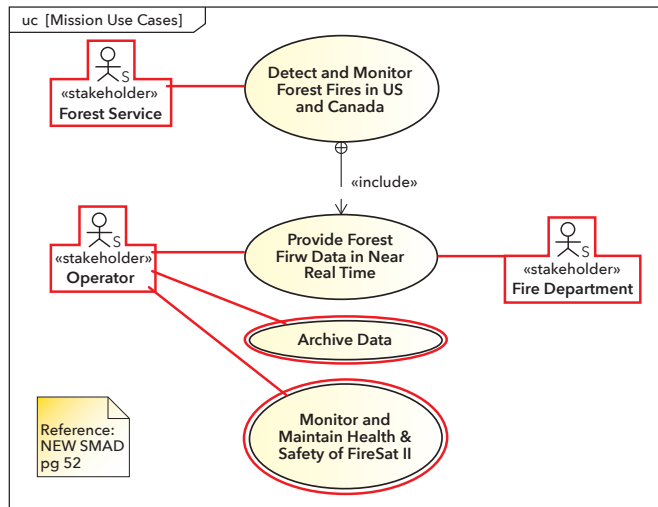 uc [Mission Use Cases]
S
«stakeholder»
Forest Service
Detect and Monitor
Forest Fires in US
and Canada
«include»
S
«stakeholder»
Operator
Provide Forest
Firw Data in Near
Real Time
S
«stakeholder»
Fire Department
Archive Data
Monitor and
Maintain Health &
Safety of FireSat II
Reference:
NEW SMAD
pg 52